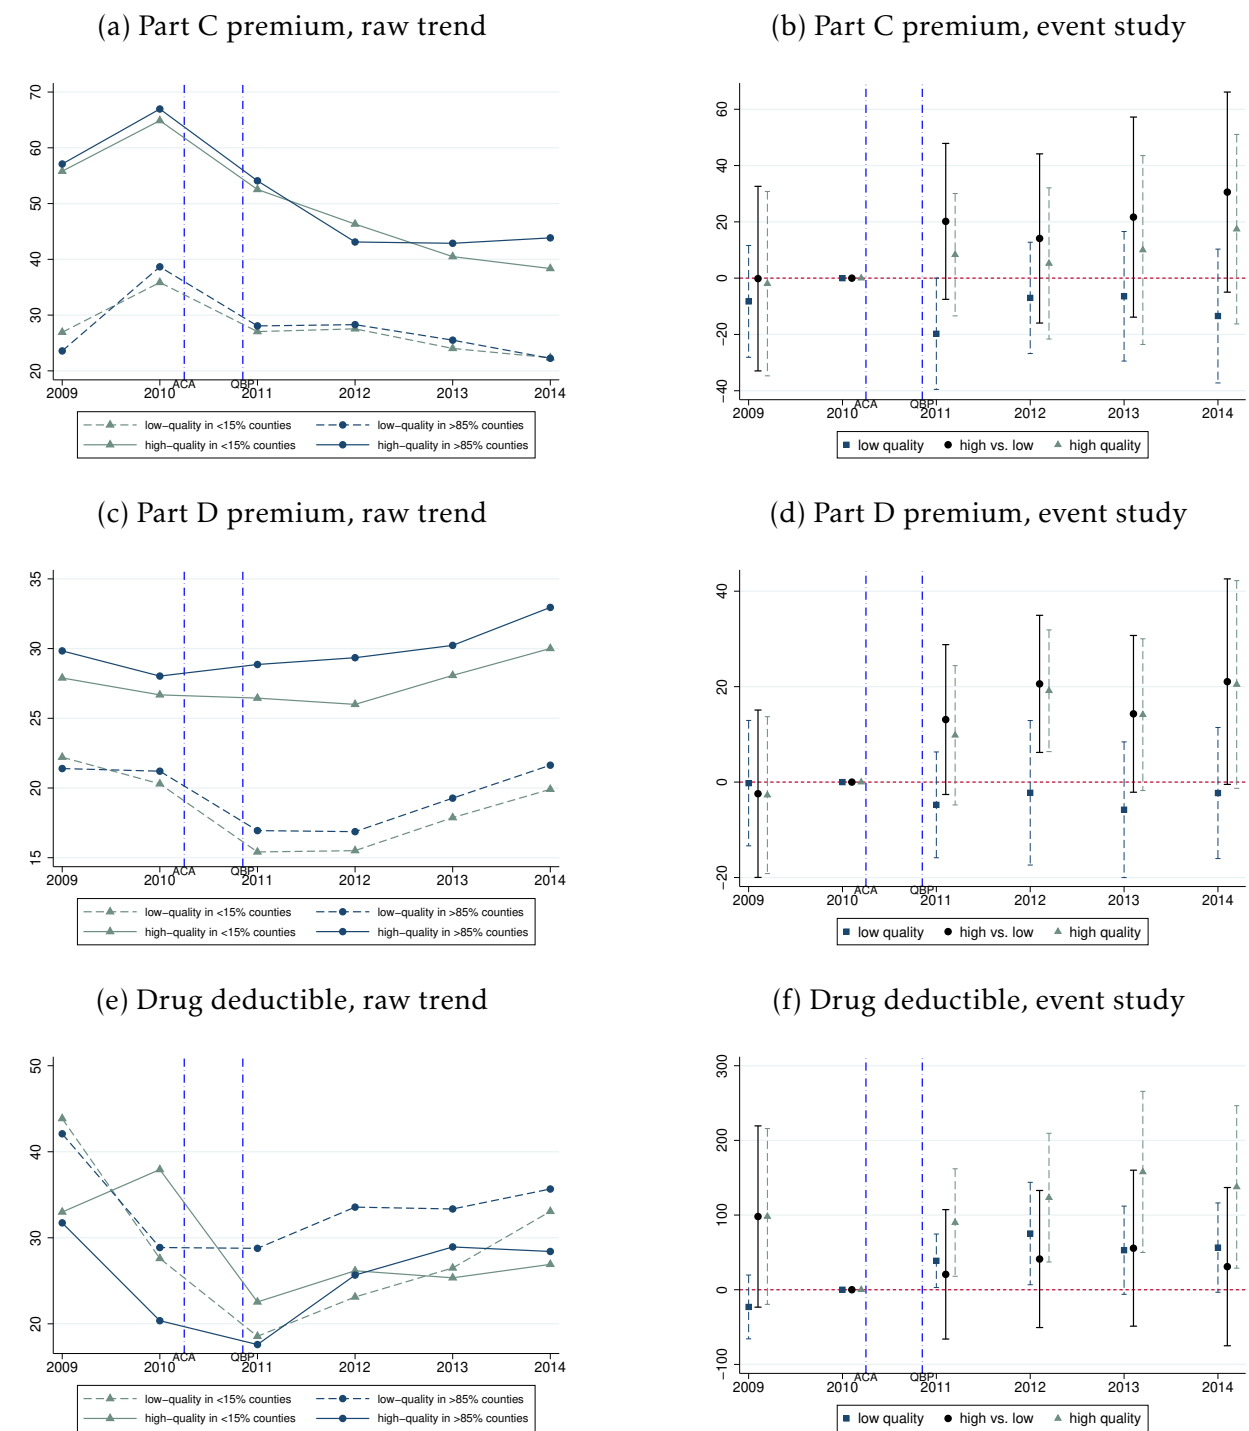 (a) Part C premium, raw trend
70
60
50
40
30
20
2009 2010 ACA QBP 2011 2012 2013 2014
low−quality in <15% counties low−quality in >85% counties
high−quality in <15% counties high−quality in >85% counties
(b) Part C premium, event study
60
40
20
0
−20
−40
2009 2010 ACA QBP 2011 2012 2013 2014
low quality high vs. low high quality
(c) Part D premium, raw trend
35
30
25
20
15
2009 2010 ACA QBP 2011 2012 2013 2014
low−quality in <15% counties low−quality in >85% counties
high−quality in <15% counties high−quality in >85% counties
(d) Part D premium, event study
40
20
0
−20
2009 2010 ACA QBP 2011 2012 2013 2014
low quality high vs. low high quality
(e) Drug deductible, raw trend
50
40
30
20
2009 2010 ACA QBP 2011 2012 2013 2014
low−quality in <15% counties low−quality in >85% counties
high−quality in <15% counties high−quality in >85% counties
(f) Drug deductible, event study
300
200
100
0
−100
2009 2010 ACA QBP 2011 2012 2013 2014
low quality high vs. low high quality